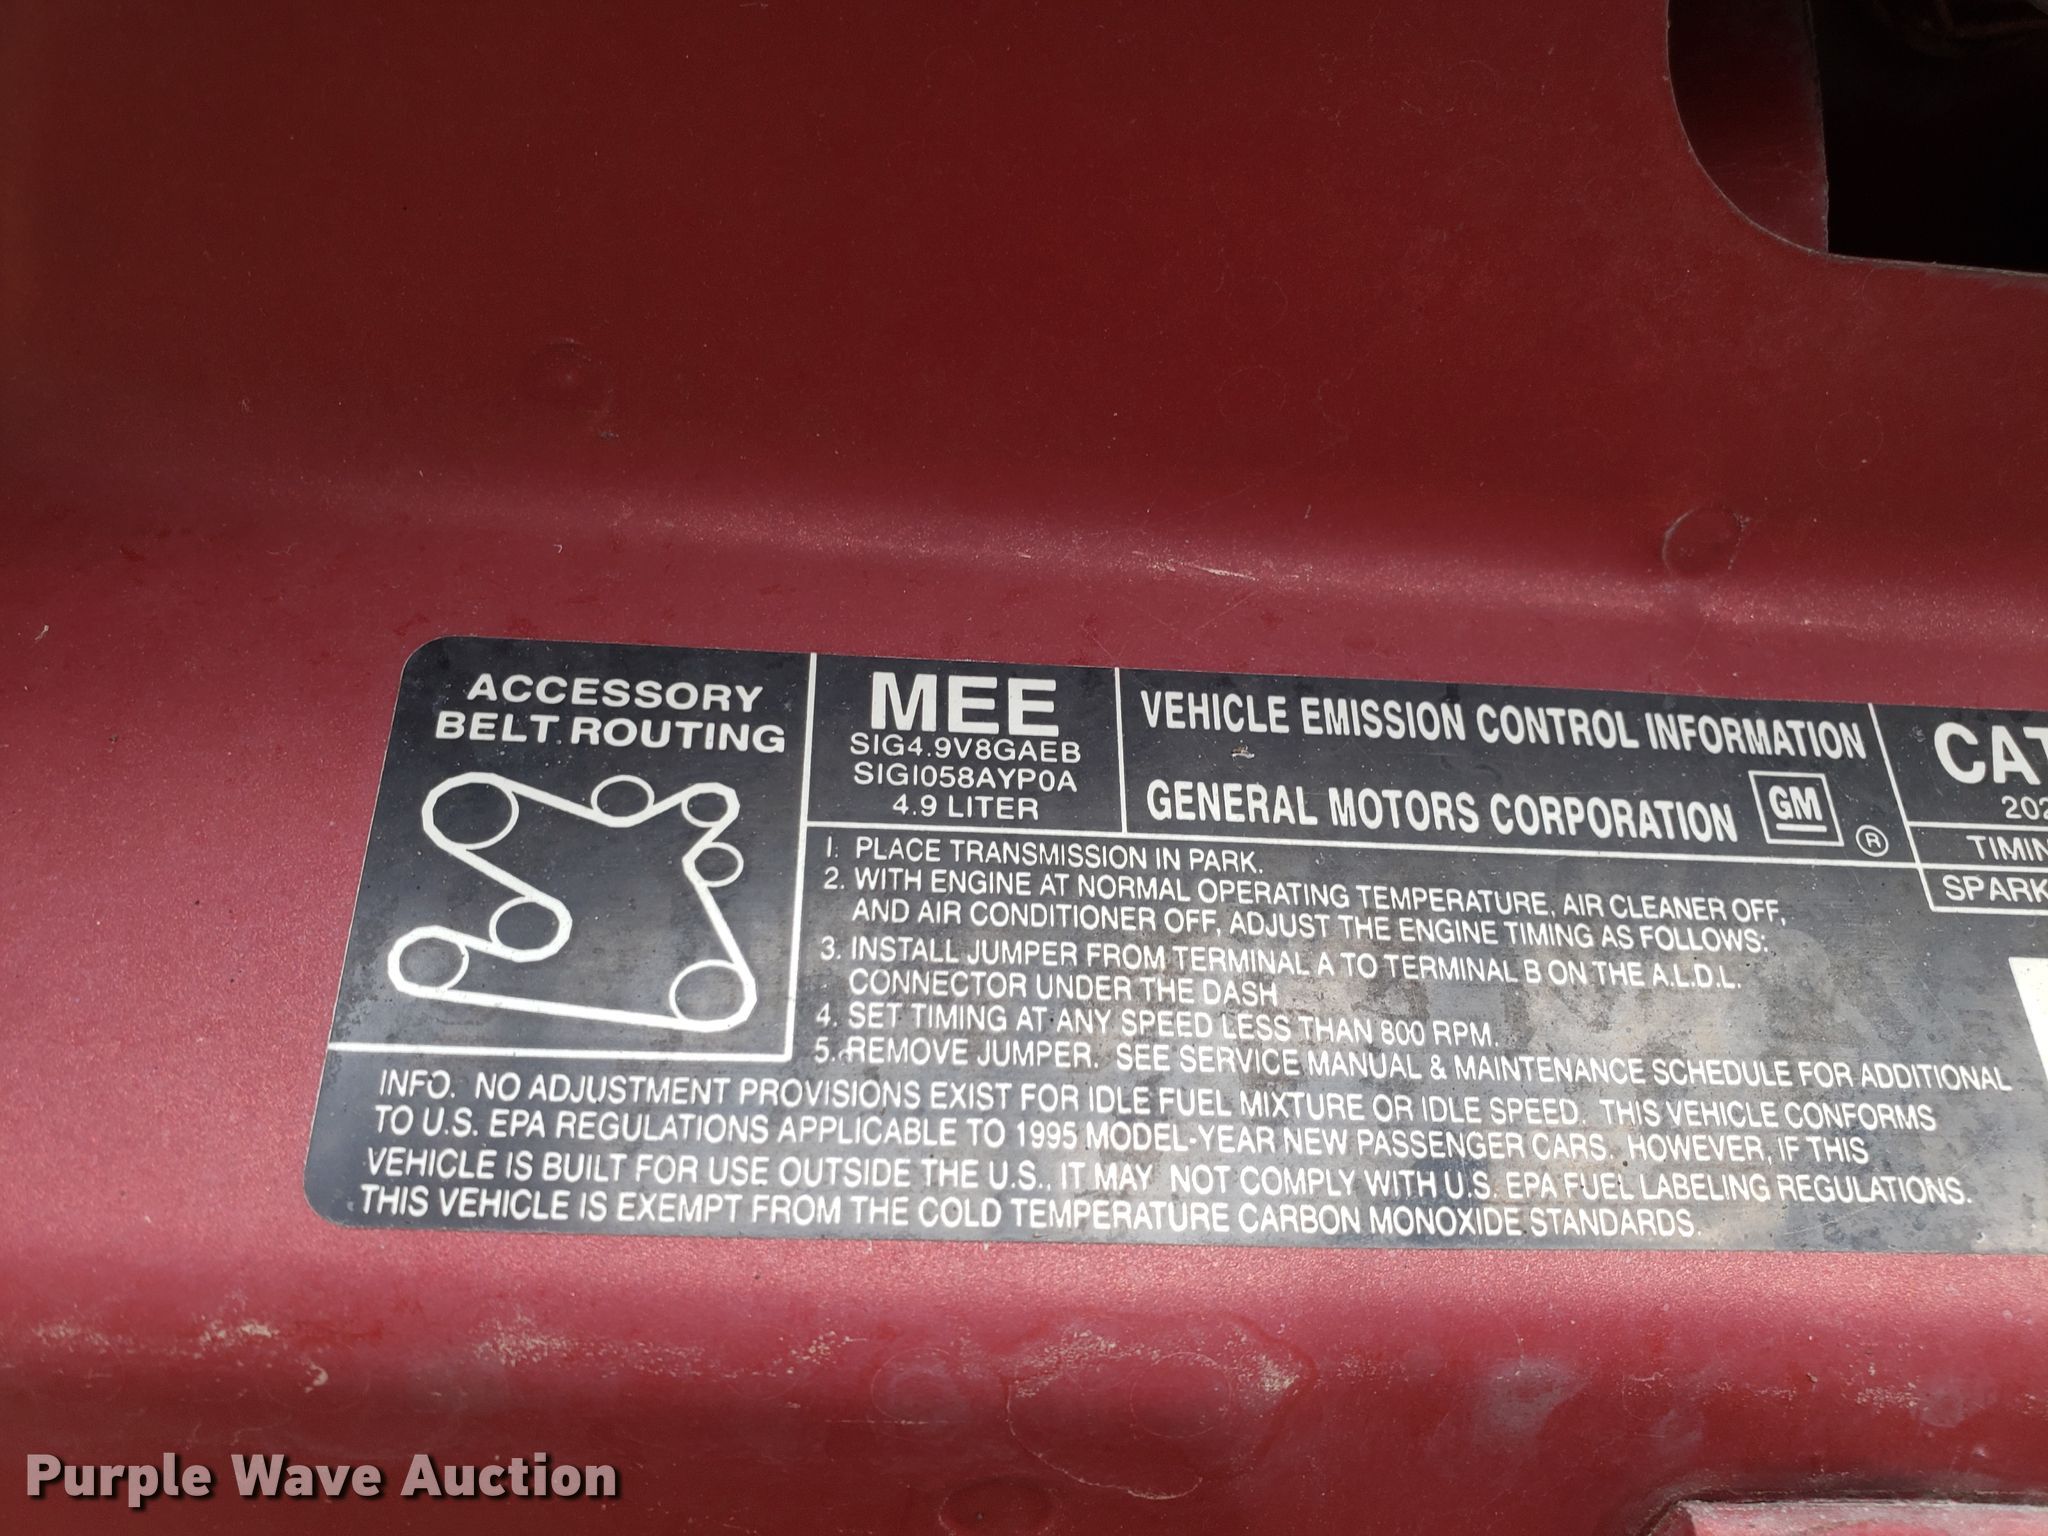 ACCESSORY
BELT ROUTING
MEE
SIG4.9V8GAEB
SIGI058AYP0A
4.9 LITER
VEHICLE EMISSION CONTROL INFORMATION
GENERAL MOTORS CORPORATION GM ®
CAT
202
TIMIN
SPARK
1. PLACE TRANSMISSION IN PARK.
2. WITH ENGINE AT NORMAL OPERATING TEMPERATURE, AIR CLEANER OFF,
AND AIR CONDITIONER OFF, ADJUST THE ENGINE TIMING AS FOLLOWS:
3. INSTALL JUMPER FROM TERMINAL A TO TERMINAL B ON THE A.L.D.L.
CONNECTOR UNDER THE DASH
4. SET TIMING AT ANY SPEED LESS THAN 800 RPM.
5. REMOVE JUMPER. SEE SERVICE MANUAL & MAINTENANCE SCHEDULE FOR ADDITIONAL
INFO. NO ADJUSTMENT PROVISIONS EXIST FOR IDLE FUEL MIXTURE OR IDLE SPEED. THIS VEHICLE CONFORMS
TO U.S. EPA REGULATIONS APPLICABLE TO 1995 MODEL-YEAR NEW PASSENGER CARS. HOWEVER, IF THIS
VEHICLE IS BUILT FOR USE OUTSIDE THE U.S., IT MAY NOT COMPLY WITH U.S. EPA FUEL LABELING REGULATIONS.
THIS VEHICLE IS EXEMPT FROM THE COLD TEMPERATURE CARBON MONOXIDE STANDARDS.
Purple Wave Auction